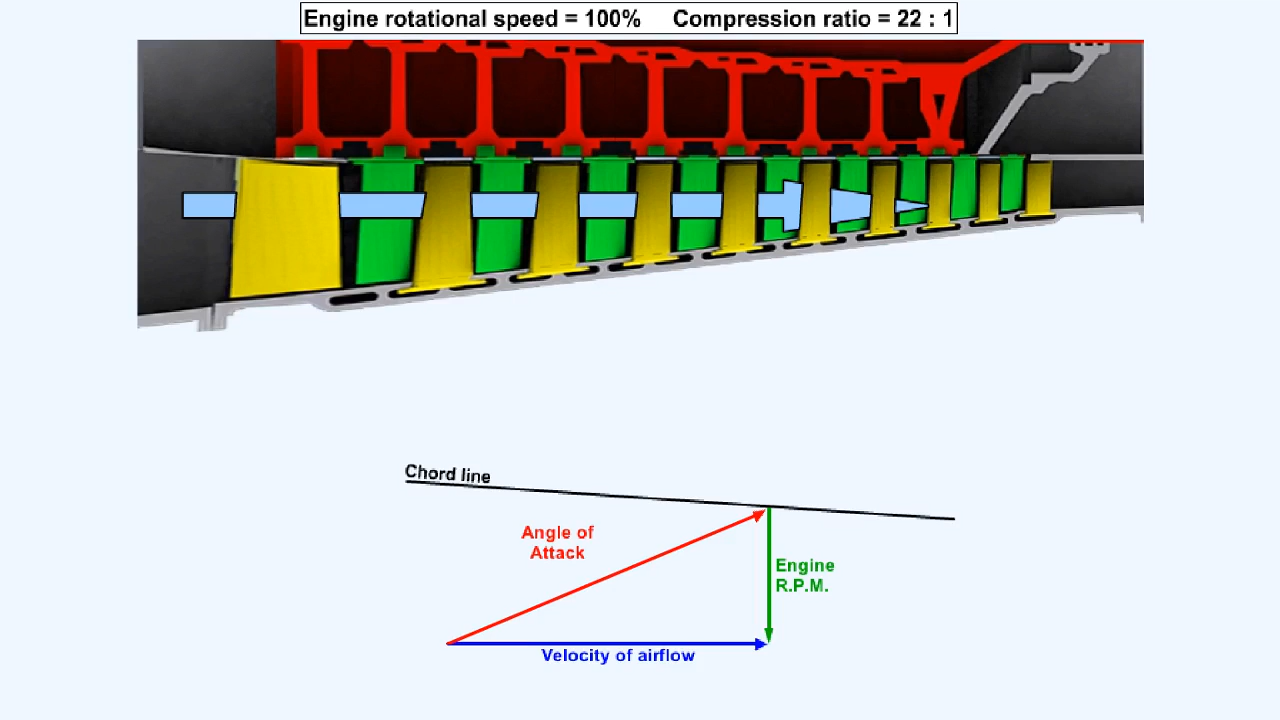 Engine rotational speed = 100% Compression ratio = 22 : 1
Chord line
Angle of
Attack
Engine
R.P.M.
Velocity of airflow